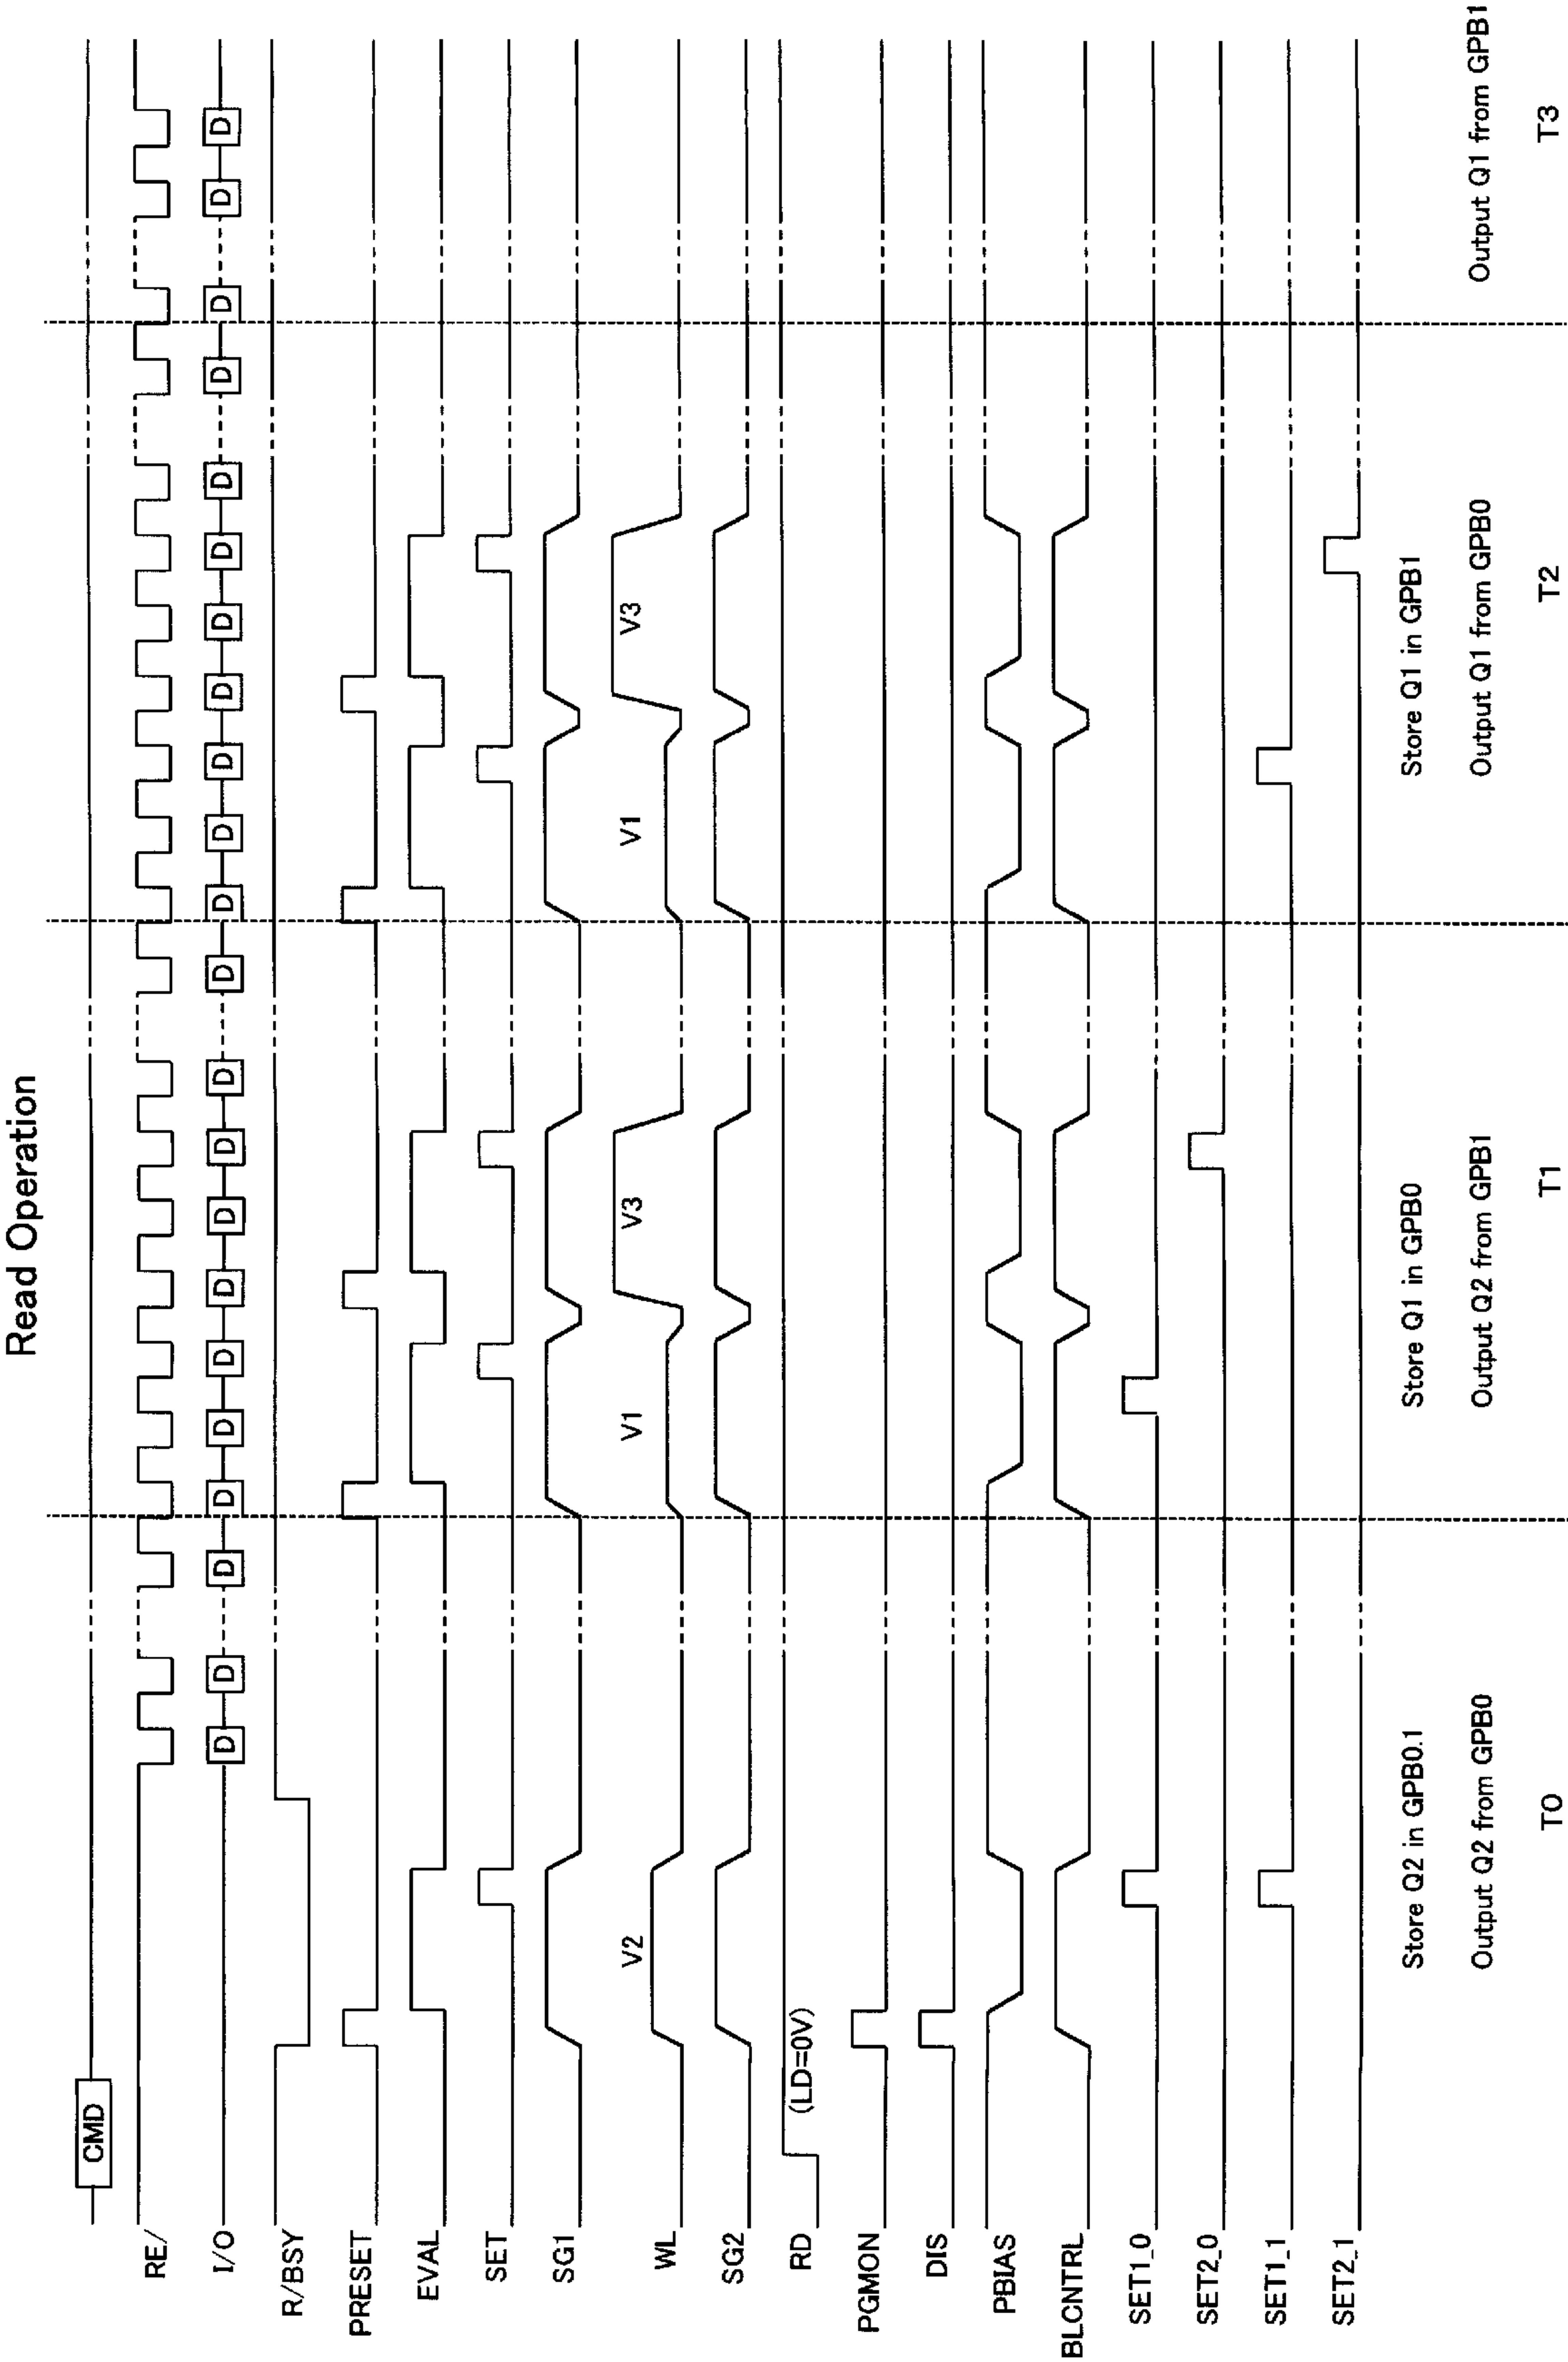 Read Operation
CMD
RE/
D D D D D D D D D D D D D D D D D D D D D D
I/O
R/BSY
PRESET
EVAL
SET
SG1
V2 V1 V3 V1 V3
WL
SG2
RD
(LD=0V)
PGMON
DIS
PBIAS
BLCNTRL
SET1_0
SET2_0
SET1_1
SET2_1
Store Q2 in GPB0.1 Store Q1 in GPB0 Store Q1 in GPB1
Output Q2 from GPB0 Output Q2 from GPB1 Output Q1 from GPB0 Output Q1 from GPB1
T0 T1 T2 T3